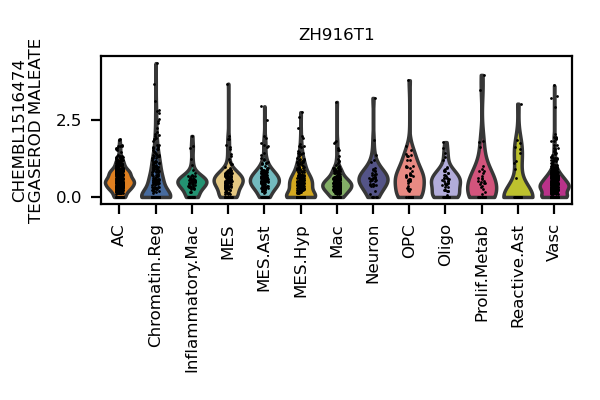 ZH916T1
CHEMBL1516474
TEGASEROD MALEATE
2.5
0.0
AC
Chromatin.Reg
Inflammatory.Mac
MES
MES.Ast
MES.Hyp
Mac
Neuron
OPC
Oligo
Prolif.Metab
Reactive.Ast
Vasc